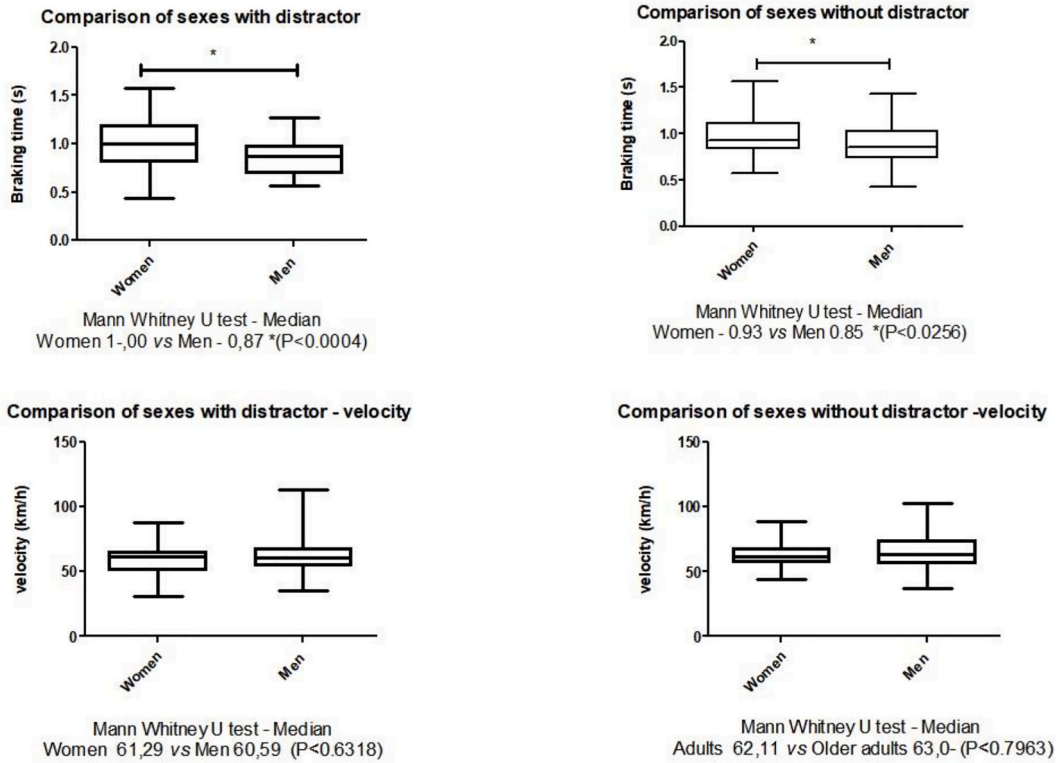 Comparison of sexes with distractor
2.0
1.5
1.0
0.5
0.0
Braking time (s)
*
Women
Men
Mann Whitney U test - Median
Women 1-,00 vs Men - 0,87 *(P<0.0004)
Comparison of sexes without distractor
2.0
1.5
1.0
0.5
0.0
Braking time (s)
*
Women
Men
Mann Whitney U test - Median
Women - 0.93 vs Men 0.85 *(P<0.0256)
Comparison of sexes with distractor - velocity
150
100
50
0
velocity (km/h)
Women
Men
Mann Whitney U test - Median
Women 61,29 vs Men 60,59 (P<0.6318)
Comparison of sexes without distractor -velocity
150
100
50
0
velocity (km/h)
Women
Men
Mann Whitney U test - Median
Adults 62,11 vs Older adults 63,0- (P<0.7963)